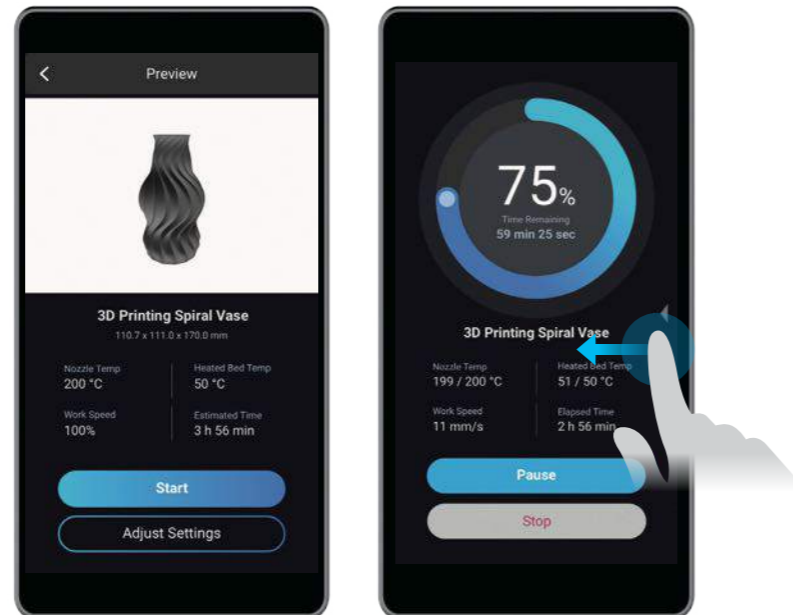 Preview
3D Printing Spiral Vase
110.7 x 111.0 x 170.0 mm
Nozzle Temp
200 °C
Heated Bed Temp
50 °C
Work Speed
100%
Estimated Time
3 h 56 min
Start
Adjust Settings
75%
Time Remaining
59 min 25 sec
3D Printing Spiral Vase
Nozzle Temp
199 / 200 °C
Heated Bed Temp
51 / 50 °C
Work Speed
11 mm/s
Elapsed Time
2 h 56 min
Pause
Stop